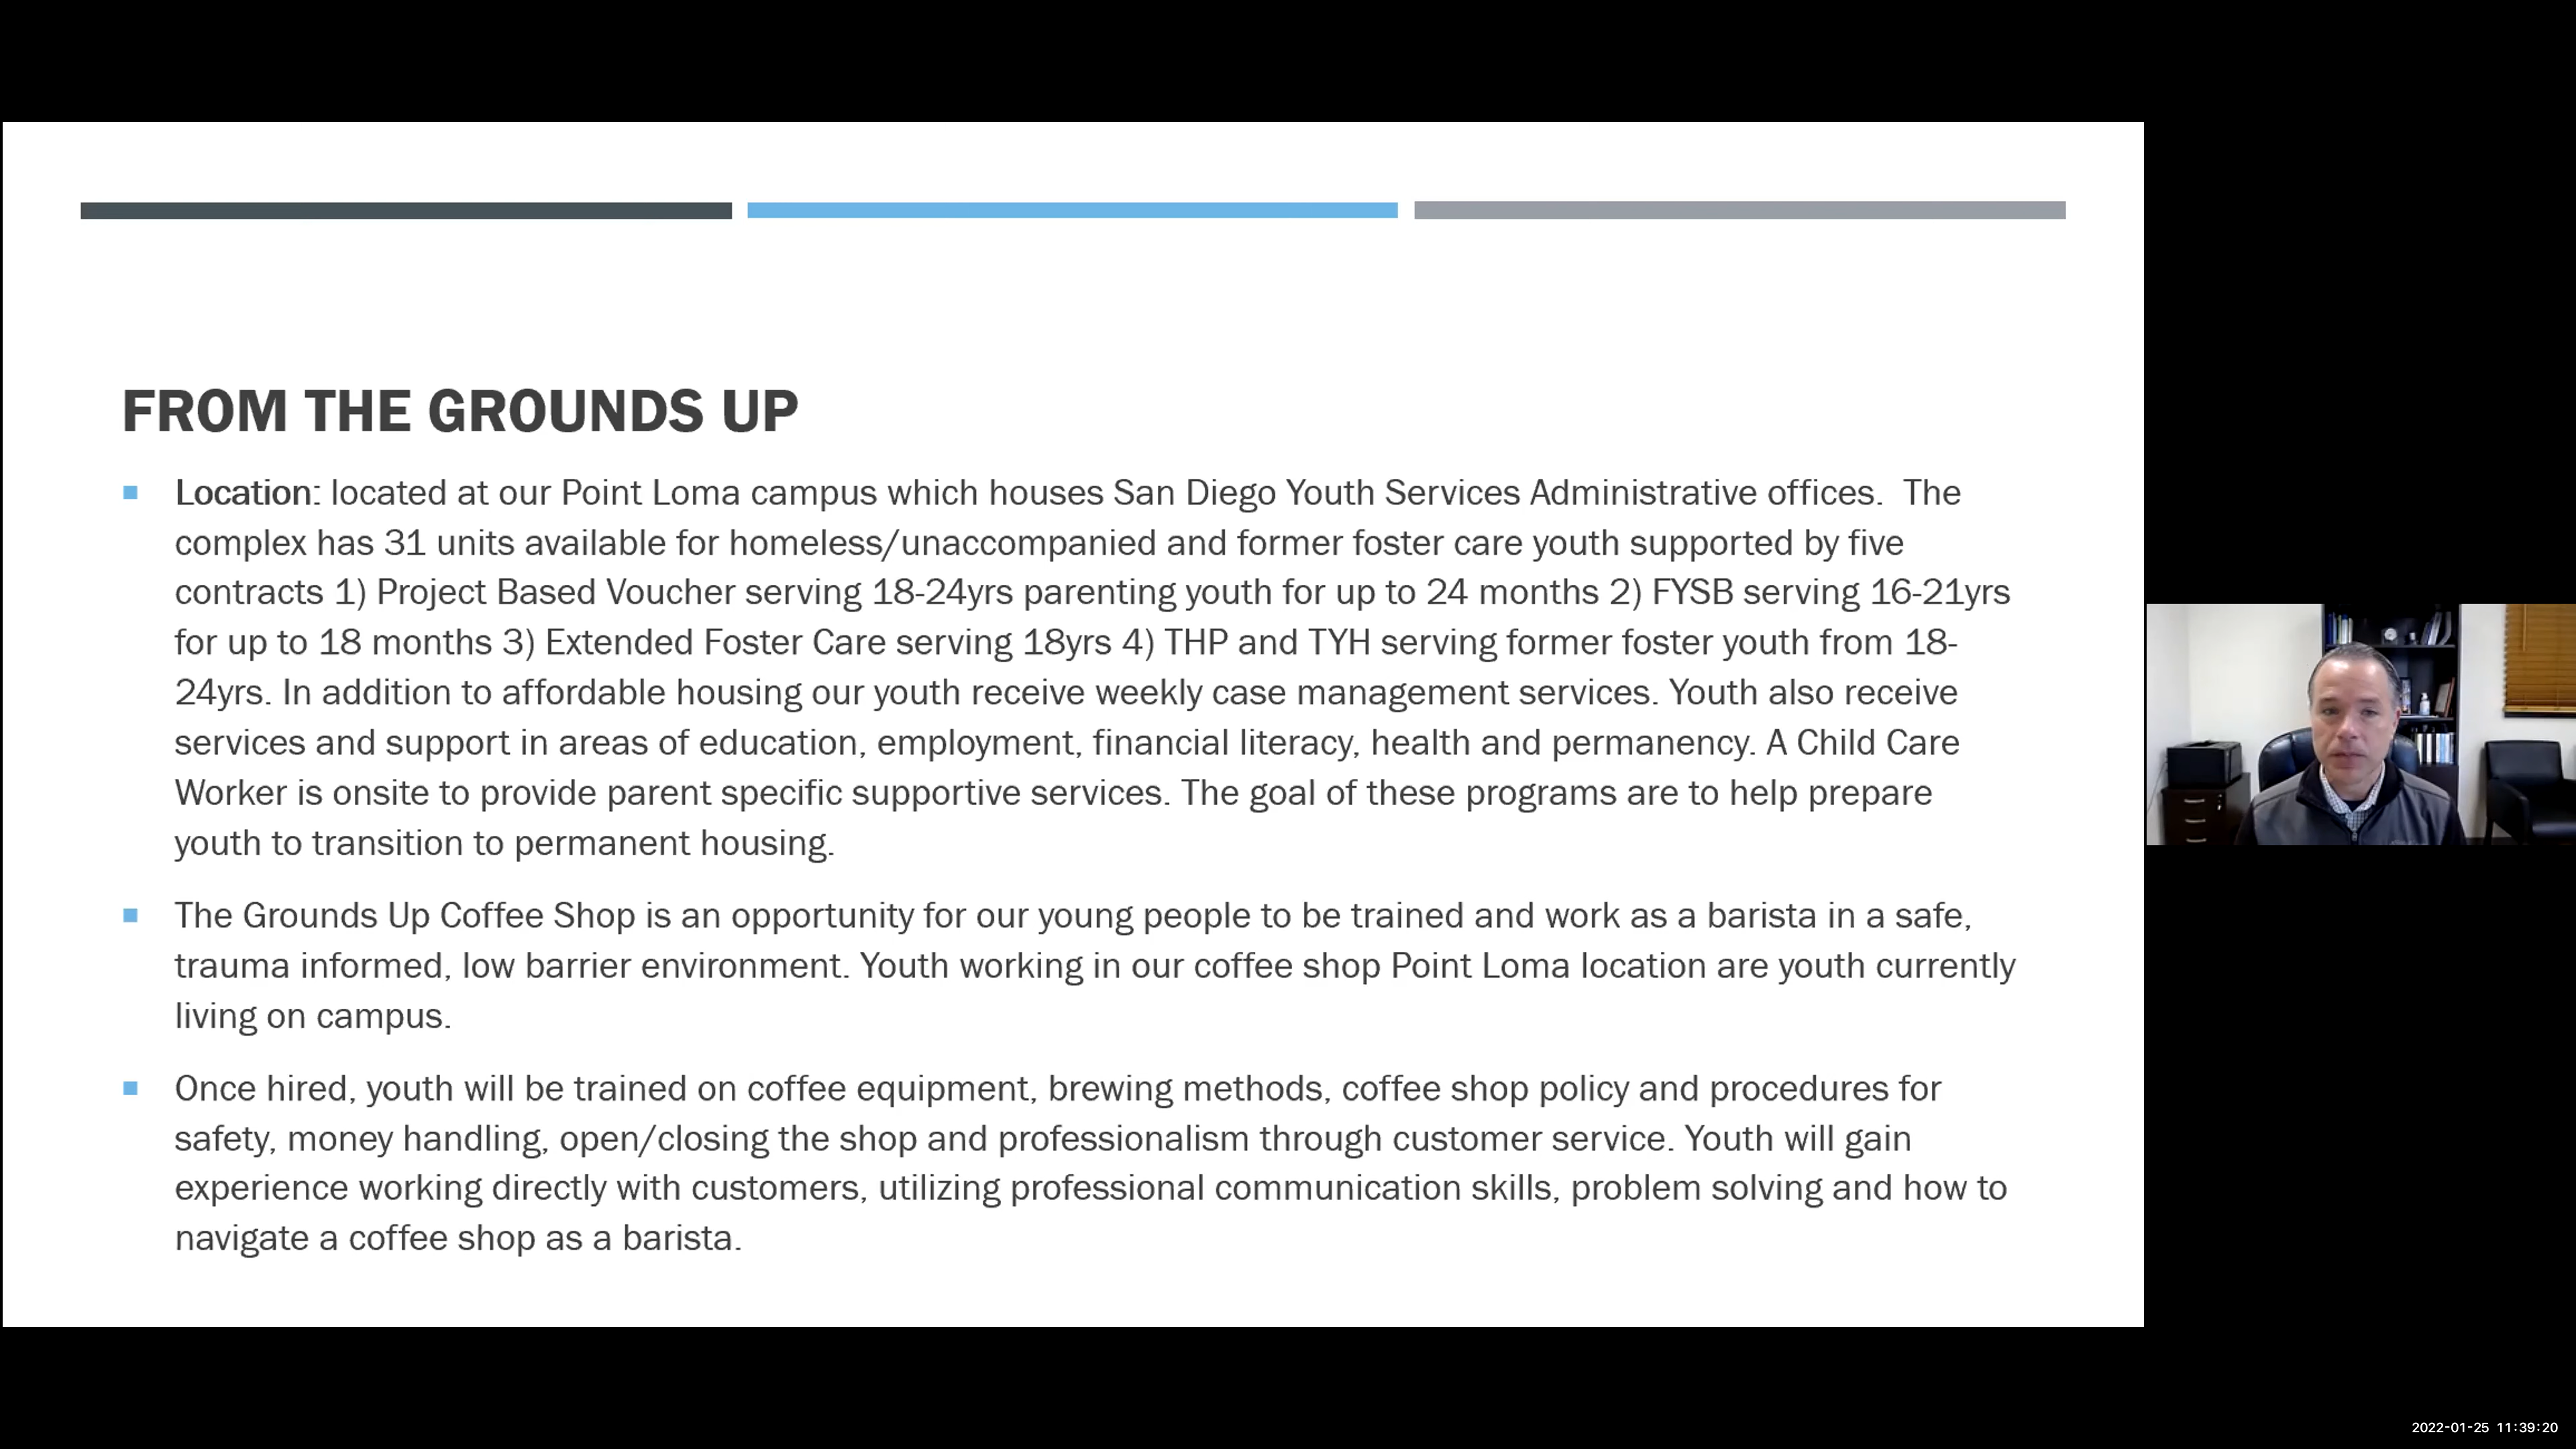 FROM THE GROUNDS UP
Location: located at our Point Loma campus which houses San Diego Youth Services Administrative offices.  The
complex has 31 units available for homeless/unaccompanied and former foster care youth supported by five
contracts 1) Project Based Voucher serving 18-24yrs parenting youth for up to 24 months 2) FYSB serving 16-21yrs
for up to 18 months 3) Extended Foster Care serving 18yrs 4) THP and TYH serving former foster youth from 18-
24yrs. In addition to affordable housing our youth receive weekly case management services. Youth also receive
services and support in areas of education, employment, financial literacy, health and permanency. A Child Care
Worker is onsite to provide parent specific supportive services. The goal of these programs are to help prepare
youth to transition to permanent housing.
The Grounds Up Coffee Shop is an opportunity for our young people to be trained and work as a barista in a safe,
trauma informed, low barrier environment. Youth working in our coffee shop Point Loma location are youth currently
living on campus.
Once hired, youth will be trained on coffee equipment, brewing methods, coffee shop policy and procedures for
safety, money handling, open/closing the shop and professionalism through customer service. Youth will gain
experience working directly with customers, utilizing professional communication skills, problem solving and how to
navigate a coffee shop as a barista.
2022-01-25 11:39:20